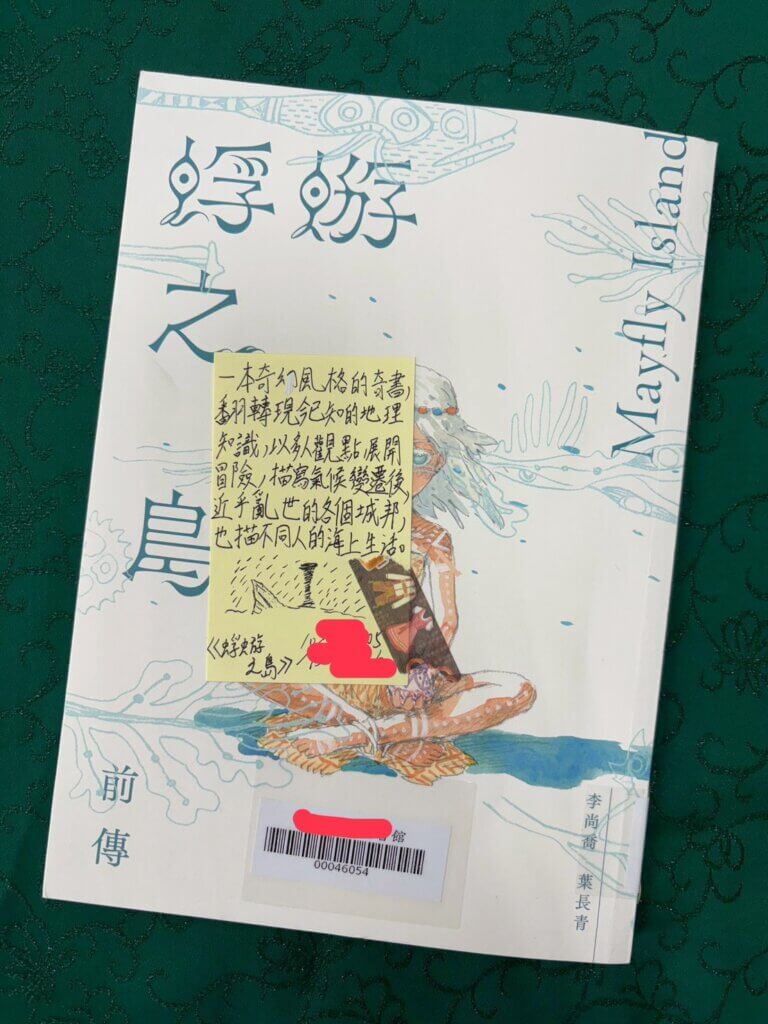 蜉蝣
之
島
Mayfly Island
一本奇幻風格的奇書,
翻轉現今已知的地理
知識,以多人觀點展開
冒險,描寫氣候變遷後,
近乎亂世的各個城邦,
也描不同人的海上生活。
《蜉蝣
之島》
05
前傳
館
00046054
李尚喬 葉長青